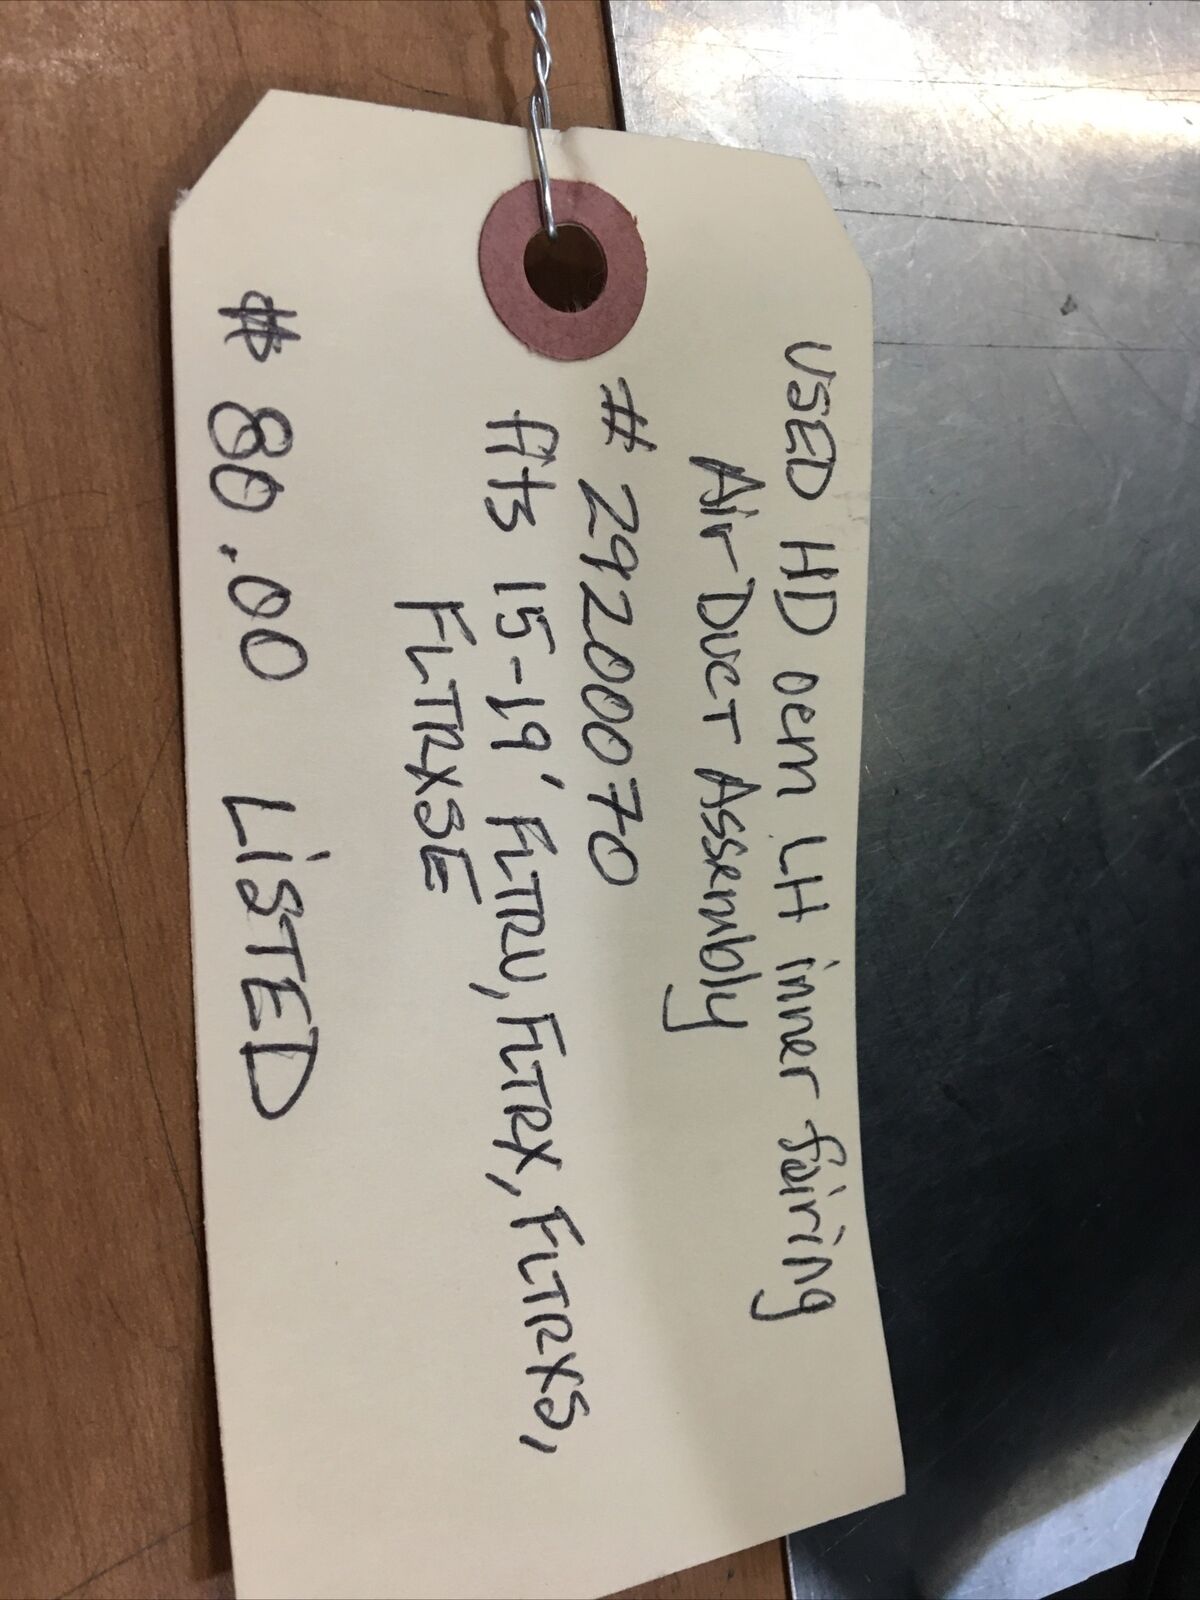 USED HD oem LH inner fairing
Air Duct Assembly
# 29200070
fits 15-19' FLTRU, FLTRX, FLTRXS,
FLTRXSE
$ 80.00 LiSTED